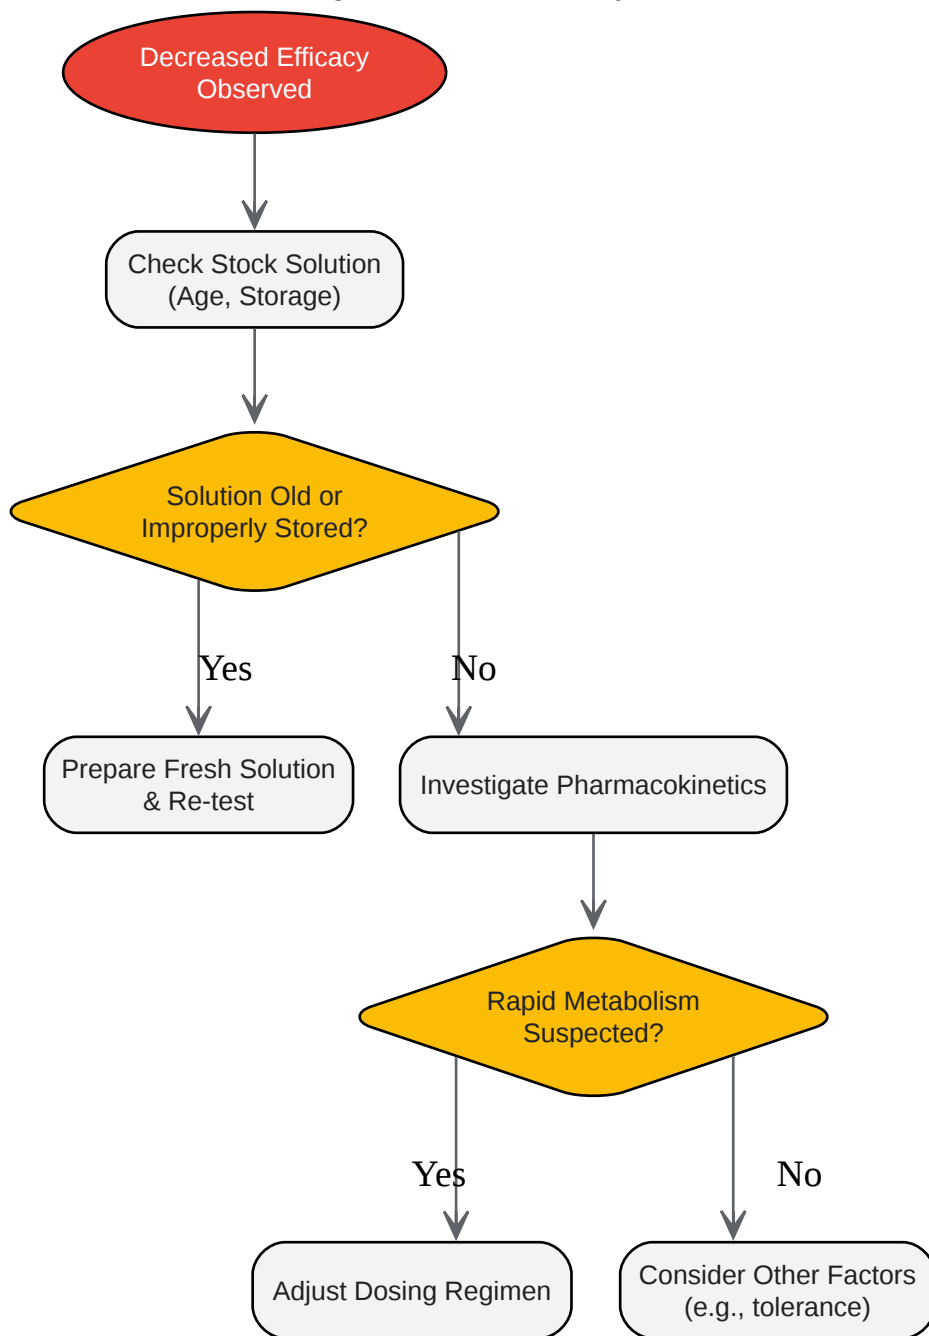 Decreased Efficacy
Observed
Check Stock Solution
(Age, Storage)
Solution Old or
Improperly Stored?
Yes
No
Prepare Fresh Solution
& Re-test
Investigate Pharmacokinetics
Rapid Metabolism
Suspected?
Yes
No
Adjust Dosing Regimen
Consider Other Factors
(e.g., tolerance)